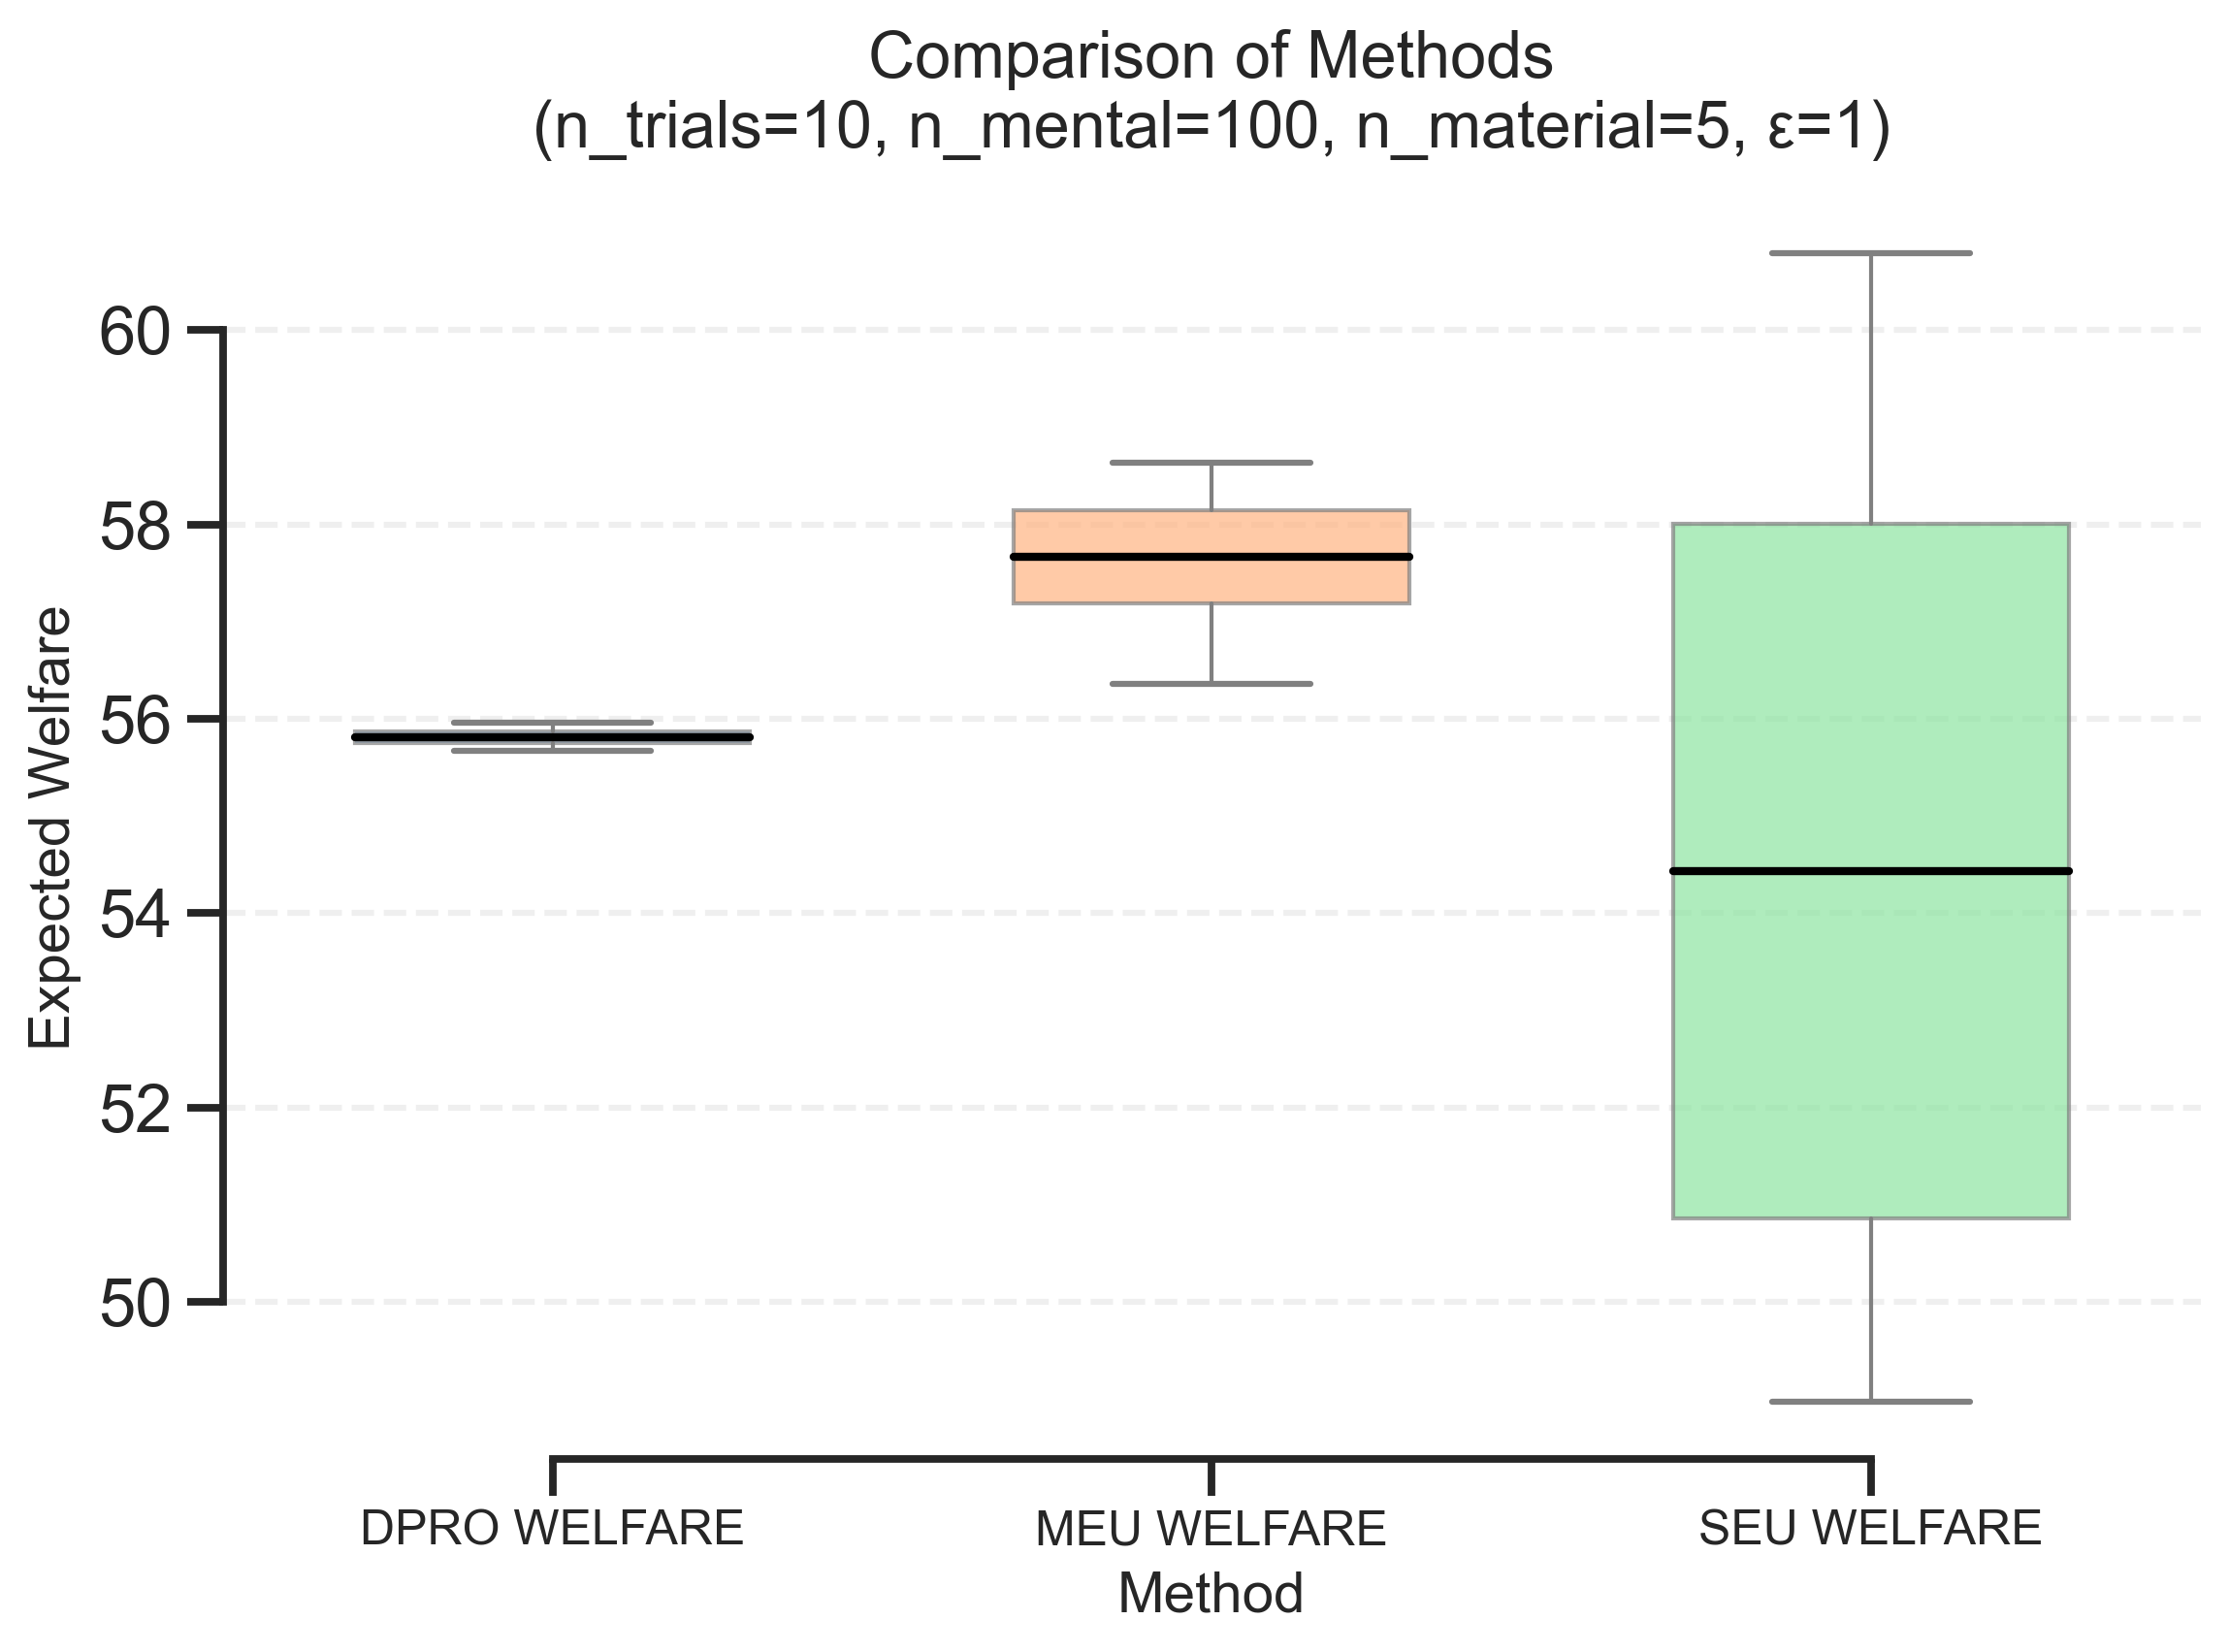 Comparison of Methods
(n_trials=10, n_mental=100, n_material=5, ε=1)
Expected Welfare
60
58
56
54
52
50
DPRO WELFARE
MEU WELFARE
SEU WELFARE
Method